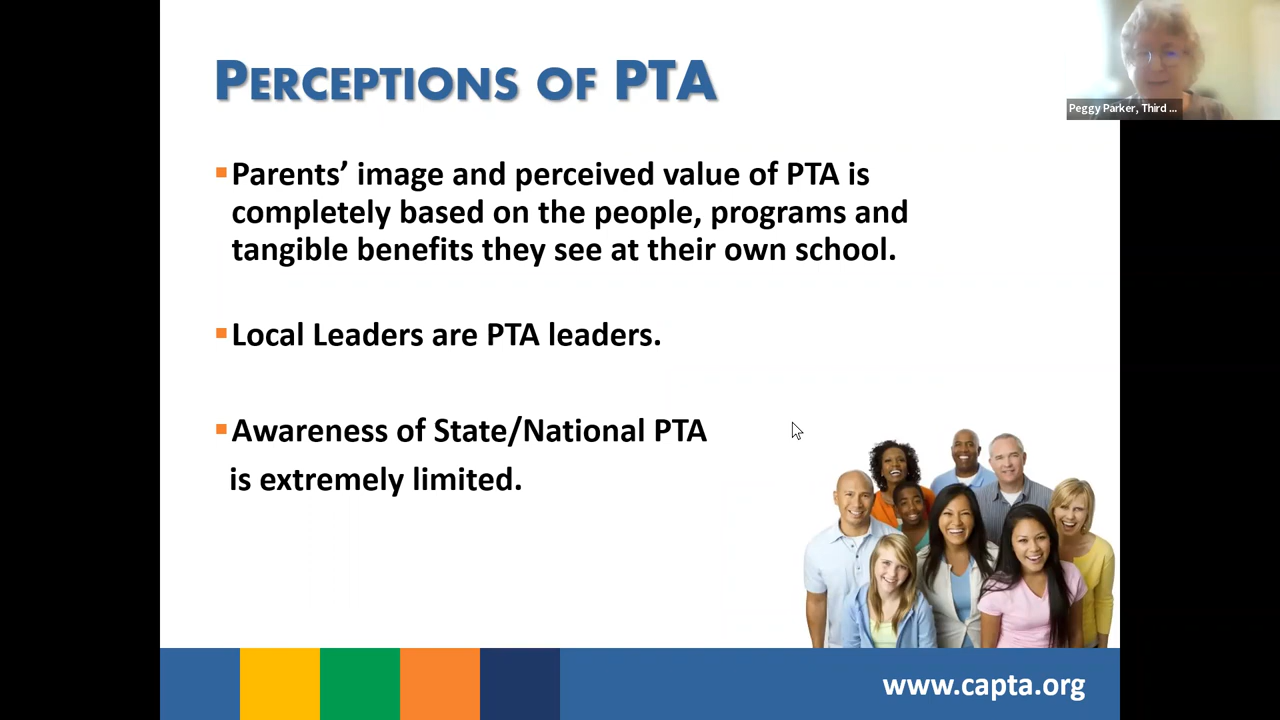 PERCEPTIONS OF PTA
Peggy Parker, Third ...
Parents’ image and perceived value of PTA is
completely based on the people, programs and
tangible benefits they see at their own school.
Local Leaders are PTA leaders.
Awareness of State/National PTA
is extremely limited.
www.capta.org